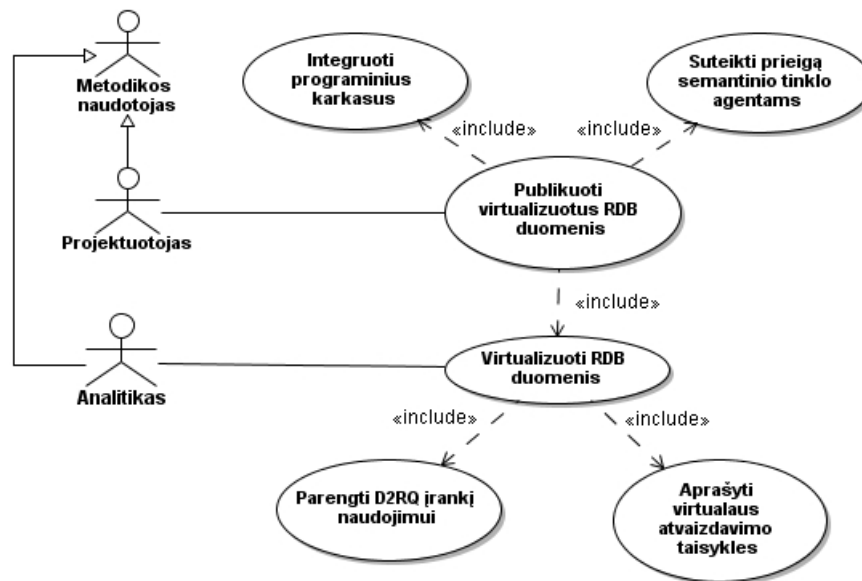 Metodikos
naudotojas
Integruoti
programinius
karkasus
Suteikti prieigą
semantinio tinklo
agentams
«include»
«include»
Projektuotojas
Publikuoti
virtualizuotus RDB
duomenis
«include»
Analitikas
Virtualizuoti RDB
duomenis
«include»
«include»
Parengti D2RQ įrankį
naudojimui
Aprašyti
virtualaus
atvaizdavimo
taisykles